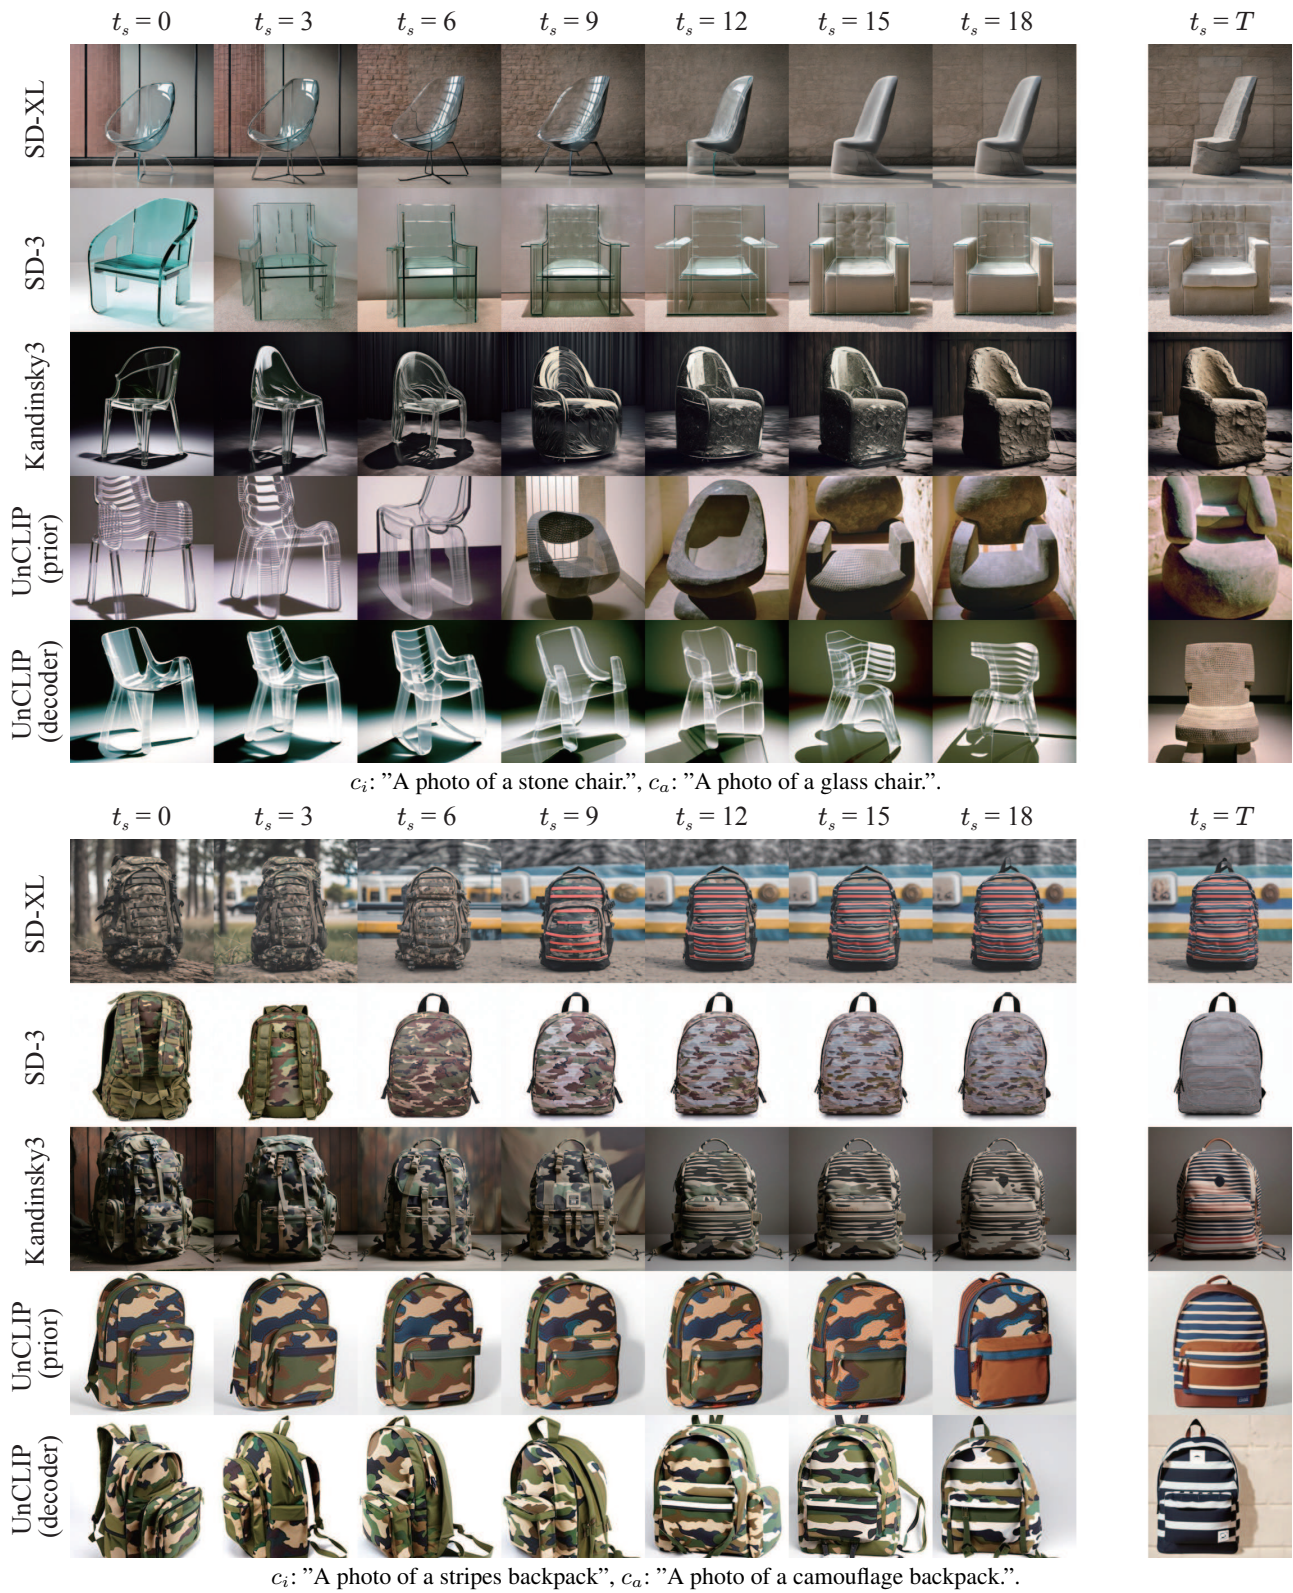 t_s = 0 t_s = 3 t_s = 6 t_s = 9 t_s = 12 t_s = 15 t_s = 18 t_s = T
SD-XL
SD-3
Kandinsky3
UnCLIP
(prior)
UnCLIP
(decoder)
c_i: ”A photo of a stone chair.”, c_a: ”A photo of a glass chair.”.
t_s = 0 t_s = 3 t_s = 6 t_s = 9 t_s = 12 t_s = 15 t_s = 18 t_s = T
SD-XL
SD-3
Kandinsky3
UnCLIP
(prior)
UnCLIP
(decoder)
c_i: ”A photo of a stripes backpack”, c_a: ”A photo of a camouflage backpack.”.